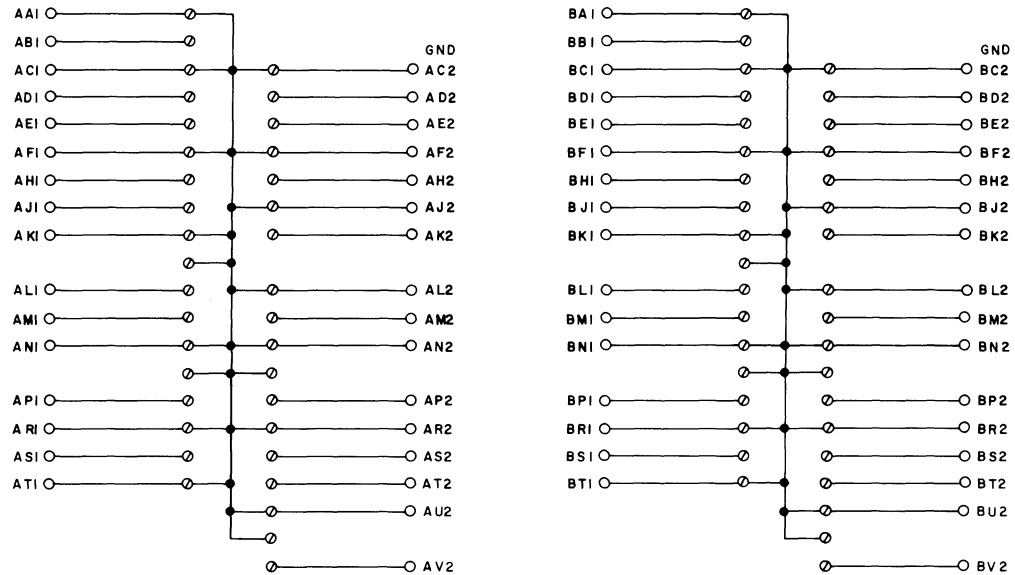 AA1
AB1
AC1
AD1
AE1
AF1
AH1
AJ1
AK1
AL1
AM1
AN1
AP1
AR1
AS1
AT1
GND
AC2
AD2
AE2
AF2
AH2
AJ2
AK2
AL2
AM2
AN2
AP2
AR2
AS2
AT2
AU2
AV2
BA1
BB1
BC1
BD1
BE1
BF1
BH1
BJ1
BK1
BL1
BM1
BN1
BP1
BR1
BS1
BT1
GND
BC2
BD2
BE2
BF2
BH2
BJ2
BK2
BL2
BM2
BN2
BP2
BR2
BS2
BT2
BU2
BV2